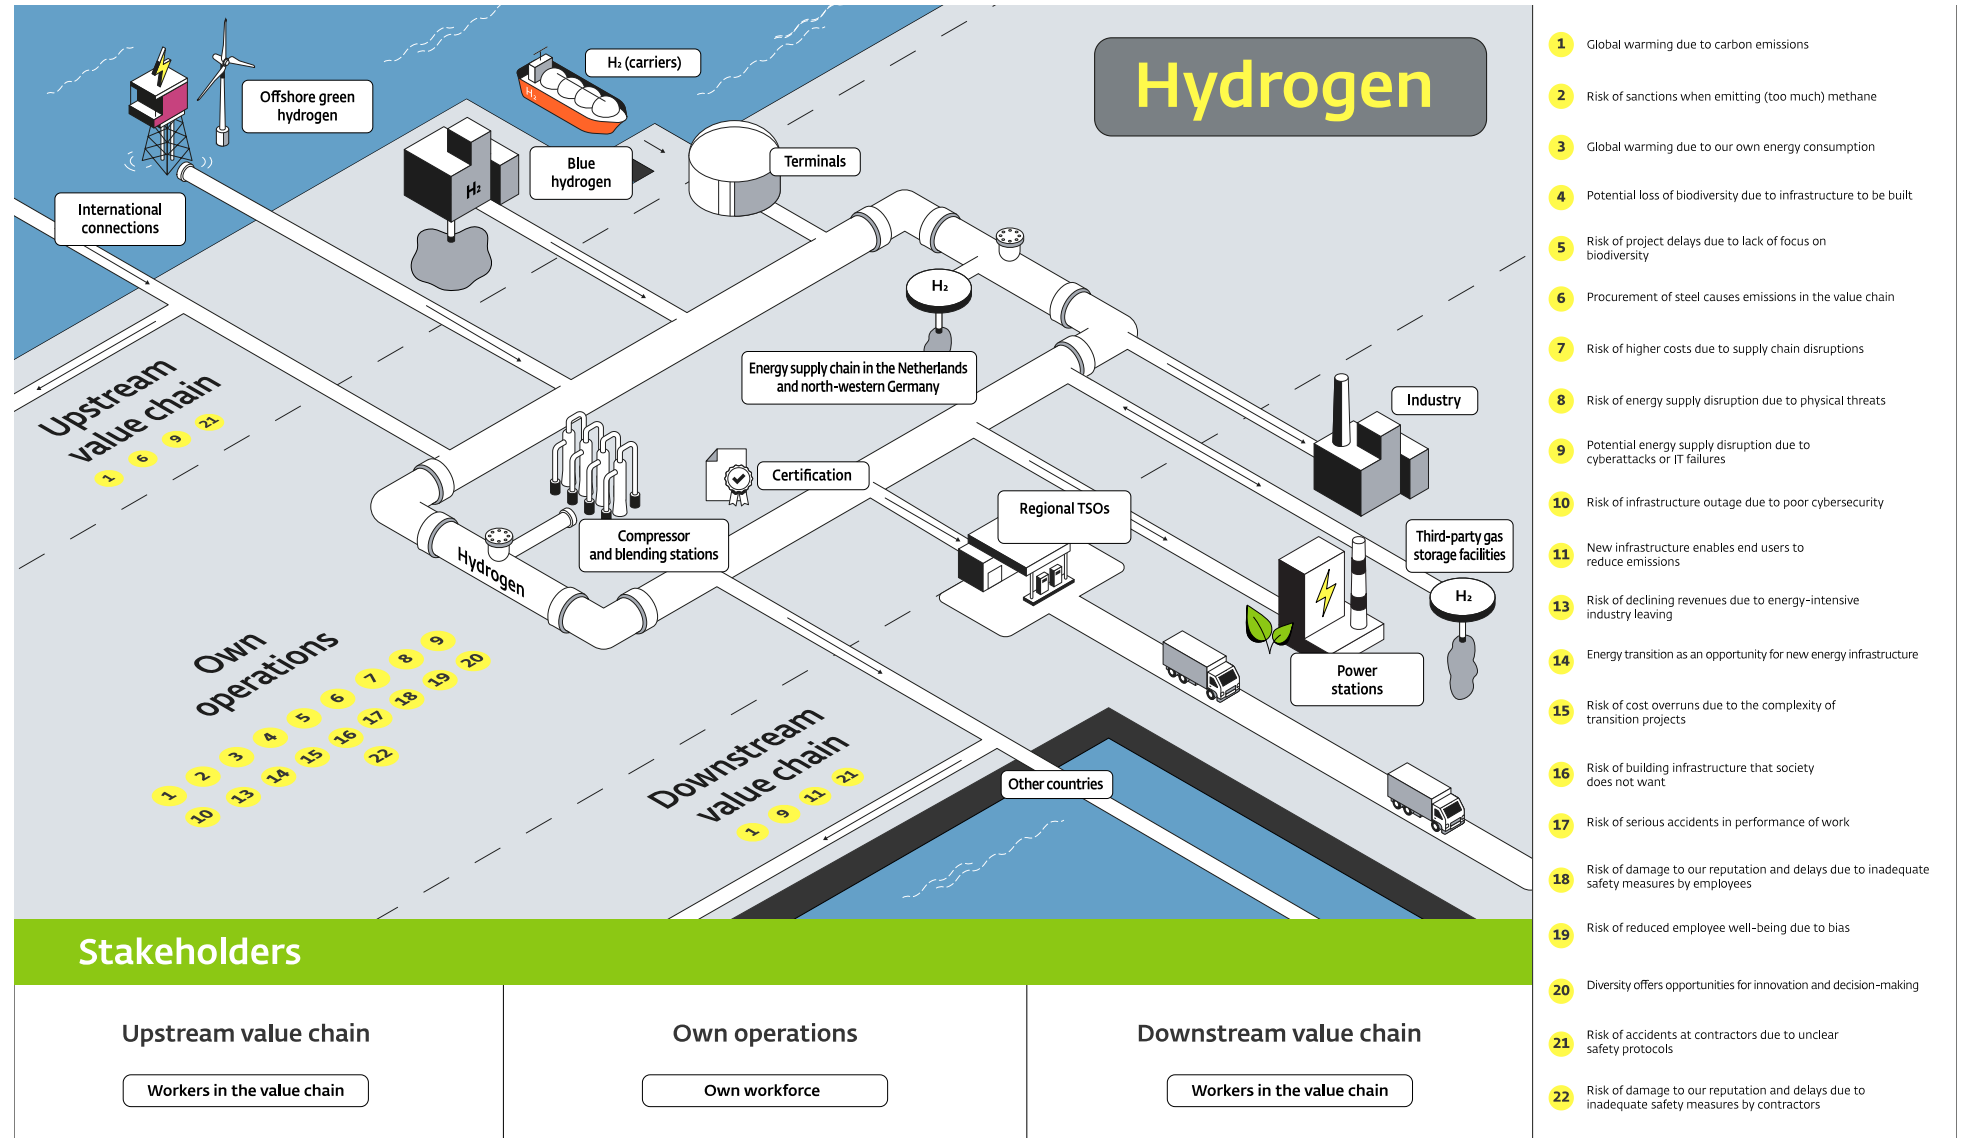 Hydrogen
Offshore green
hydrogen
H₂ (carriers)
H₂
Blue
hydrogen
H₂
Terminals
International
connections
H₂
Energy supply chain in the Netherlands
and north-western Germany
Industry
Upstream
value chain
1 6 9 21
Certification
Regional TSOs
Compressor
and blending stations
Hydrogen
Third-party gas
storage facilities
H₂
Power
stations
Own
operations
1 2 3 4 5 6 7 8 9
10 13 14 15 16 17 18 19 20
22
Downstream
value chain
1 9 11 21
Other countries
1 Global warming due to carbon emissions
2 Risk of sanctions when emitting (too much) methane
3 Global warming due to our own energy consumption
4 Potential loss of biodiversity due to infrastructure to be built
5 Risk of project delays due to lack of focus on
biodiversity
6 Procurement of steel causes emissions in the value chain
7 Risk of higher costs due to supply chain disruptions
8 Risk of energy supply disruption due to physical threats
9 Potential energy supply disruption due to
cyberattacks or IT failures
10 Risk of infrastructure outage due to poor cybersecurity
11 New infrastructure enables end users to
reduce emissions
13 Risk of declining revenues due to energy-intensive
industry leaving
14 Energy transition as an opportunity for new energy infrastructure
15 Risk of cost overruns due to the complexity of
transition projects
16 Risk of building infrastructure that society
does not want
17 Risk of serious accidents in performance of work
18 Risk of damage to our reputation and delays due to inadequate
safety measures by employees
19 Risk of reduced employee well-being due to bias
20 Diversity offers opportunities for innovation and decision-making
21 Risk of accidents at contractors due to unclear
safety protocols
22 Risk of damage to our reputation and delays due to
inadequate safety measures by contractors
Stakeholders
Upstream value chain
Workers in the value chain
Own operations
Own workforce
Downstream value chain
Workers in the value chain